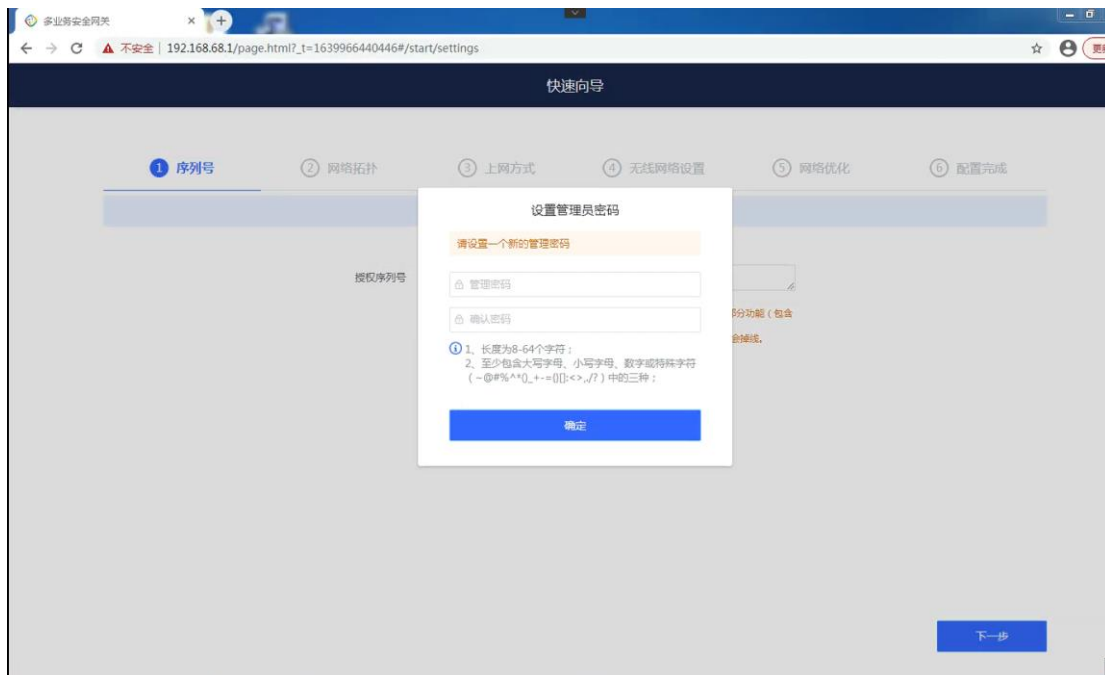 多业务安全网关
不安全 | 192.168.68.1/page.html?_t=1639966440446#/start/settings
快速向导
1 序列号 2 网络拓扑 3 上网方式 4 无线网络设置 5 网络优化 6 配置完成
设置管理员密码
请设置一个新的管理密码
授权序列号
管理密码
部分功能（包含
确认密码
会掉线。
1、长度为8-64个字符；
2、至少包含大写字母、小写字母、数字或特殊字符
（~@#%^*()_+-={}[]:<>,./?）中的三种；
确定
下一步